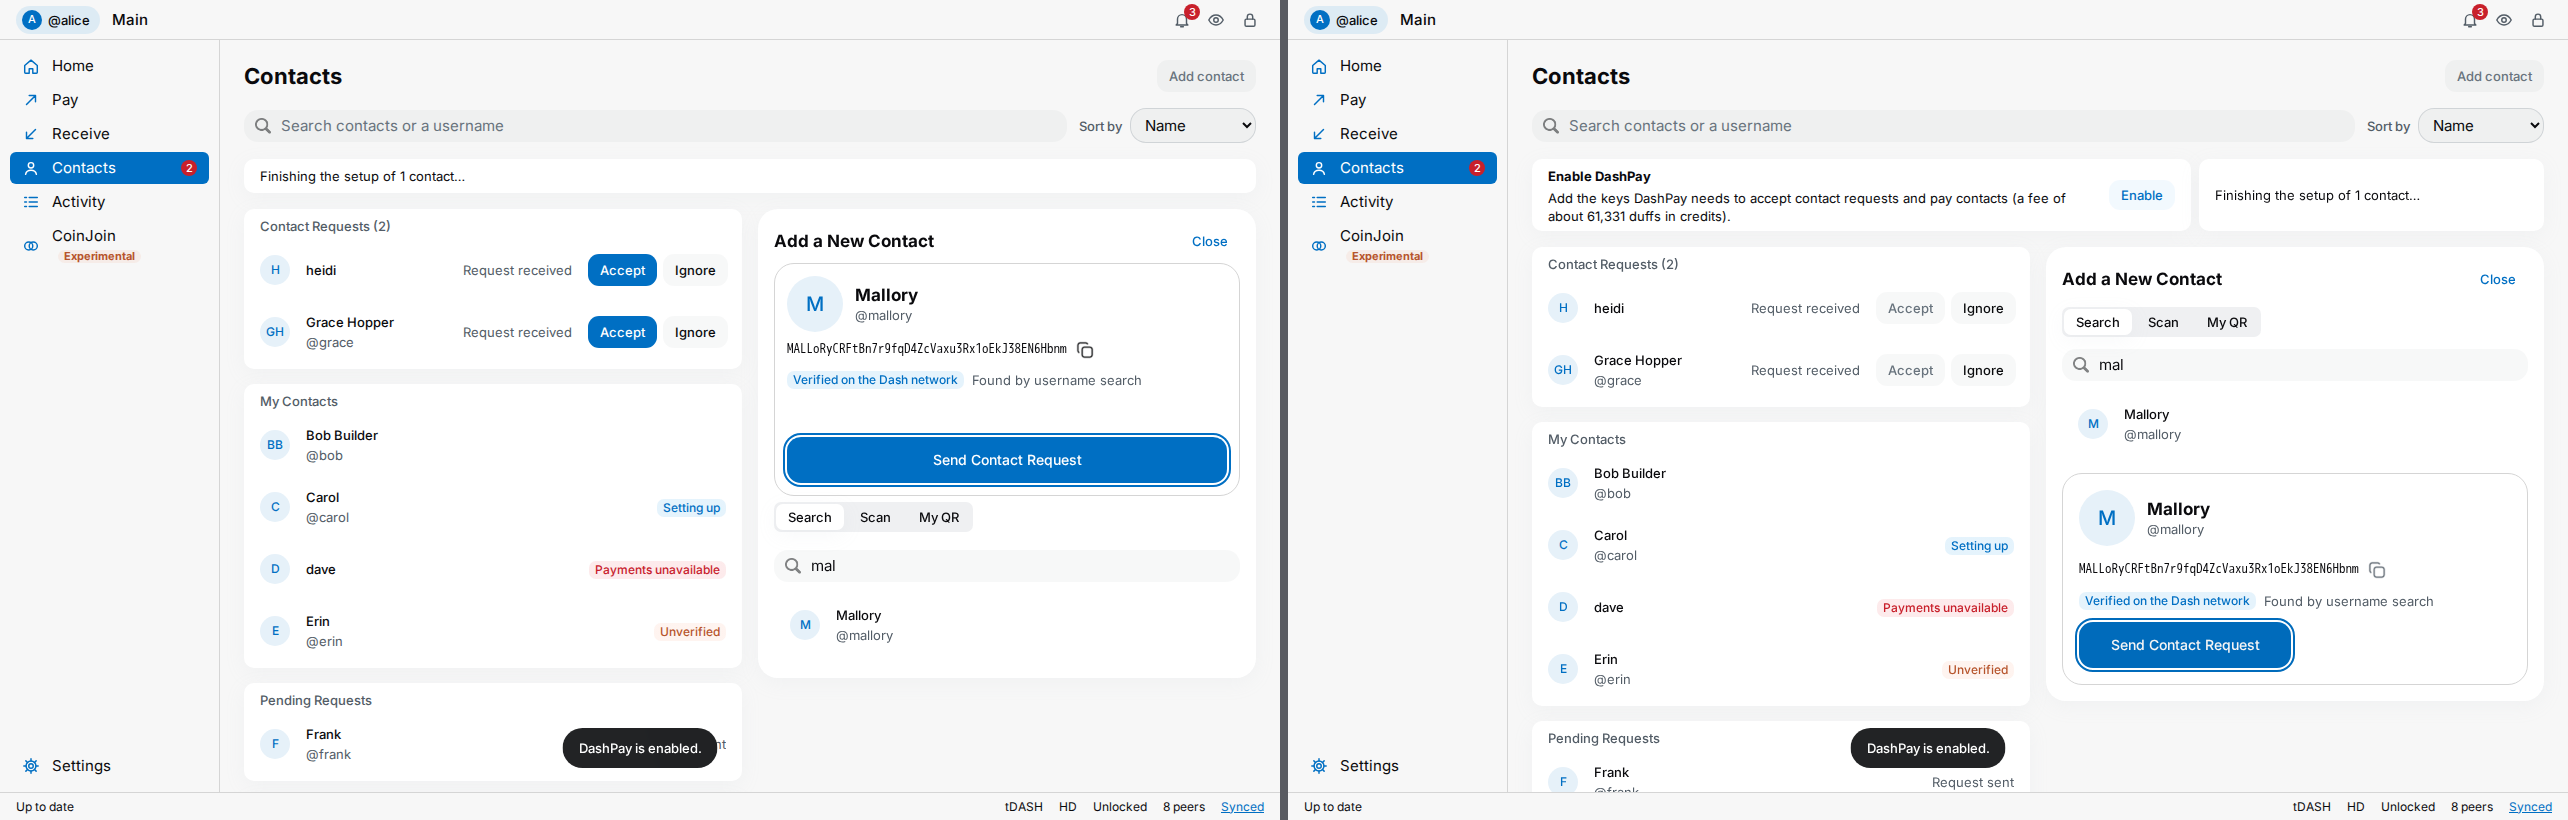 A @alice Main 3
Home
Pay
Receive
Contacts 2
Activity
CoinJoin
Experimental
Settings
Contacts
Add contact
Search contacts or a username
Sort by Name
Finishing the setup of 1 contact...
Contact Requests (2)
H heidi Request received Accept Ignore
GH Grace Hopper
@grace
Request received Accept Ignore
My Contacts
BB Bob Builder
@bob
C Carol
@carol
Setting up
D dave Payments unavailable
E Erin
@erin
Unverified
Pending Requests
F Frank
@frank
nt
DashPay is enabled.
Add a New Contact Close
M Mallory
@mallory
MALLoRyCRFtBn7r9fqD4ZcVaxu3Rx1oEkJ38EN6Hbnm
Verified on the Dash network Found by username search
Send Contact Request
Search Scan My QR
mal
M Mallory
@mallory
Up to date tDASH HD Unlocked 8 peers Synced
A @alice Main 3
Home
Pay
Receive
Contacts 2
Activity
CoinJoin
Experimental
Settings
Contacts
Add contact
Search contacts or a username
Sort by Name
Enable DashPay
Add the keys DashPay needs to accept contact requests and pay contacts (a fee of
about 61,331 duffs in credits).
Enable
Finishing the setup of 1 contact...
Contact Requests (2)
H heidi Request received Accept Ignore
GH Grace Hopper
@grace
Request received Accept Ignore
My Contacts
BB Bob Builder
@bob
C Carol
@carol
Setting up
D dave Payments unavailable
E Erin
@erin
Unverified
Pending Requests
F Frank
@frank
Request sent
DashPay is enabled.
Add a New Contact Close
Search Scan My QR
mal
M Mallory
@mallory
M Mallory
@mallory
MALLoRyCRFtBn7r9fqD4ZcVaxu3Rx1oEkJ38EN6Hbnm
Verified on the Dash network Found by username search
Send Contact Request
Up to date tDASH HD Unlocked 8 peers Synced